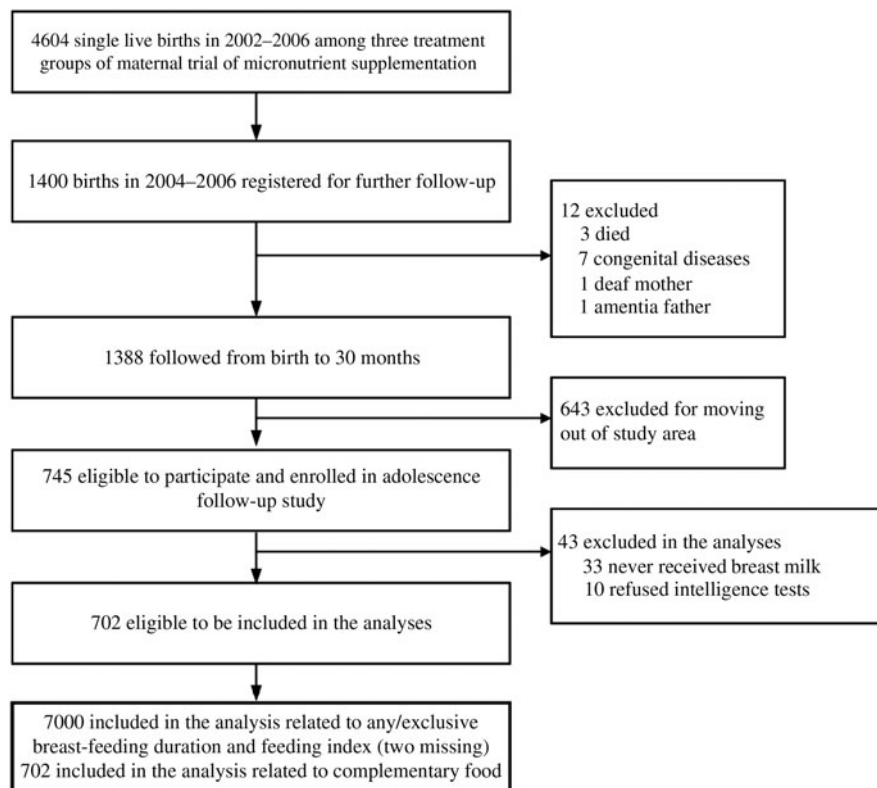 4604 single live births in 2002–2006 among three treatment
groups of maternal trial of micronutrient supplementation
1400 births in 2004–2006 registered for further follow-up
12 excluded
3 died
7 congenital diseases
1 deaf mother
1 amentia father
1388 followed from birth to 30 months
643 excluded for moving
out of study area
745 eligible to participate and enrolled in adolescence
follow-up study
43 excluded in the analyses
33 never received breast milk
10 refused intelligence tests
702 eligible to be included in the analyses
7000 included in the analysis related to any/exclusive
breast-feeding duration and feeding index (two missing)
702 included in the analysis related to complementary food